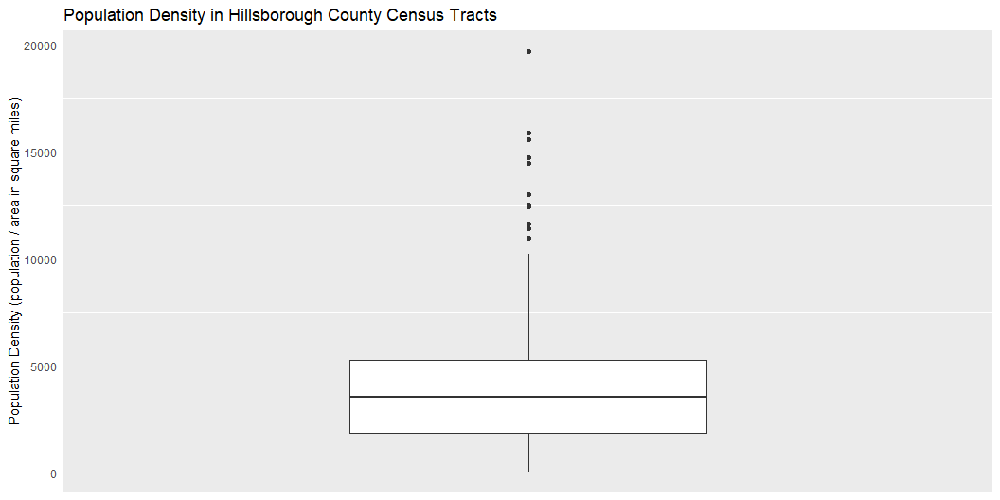 Population Density in Hillsborough County Census Tracts
Population Density (population / area in square miles)
20000
15000
10000
5000
0